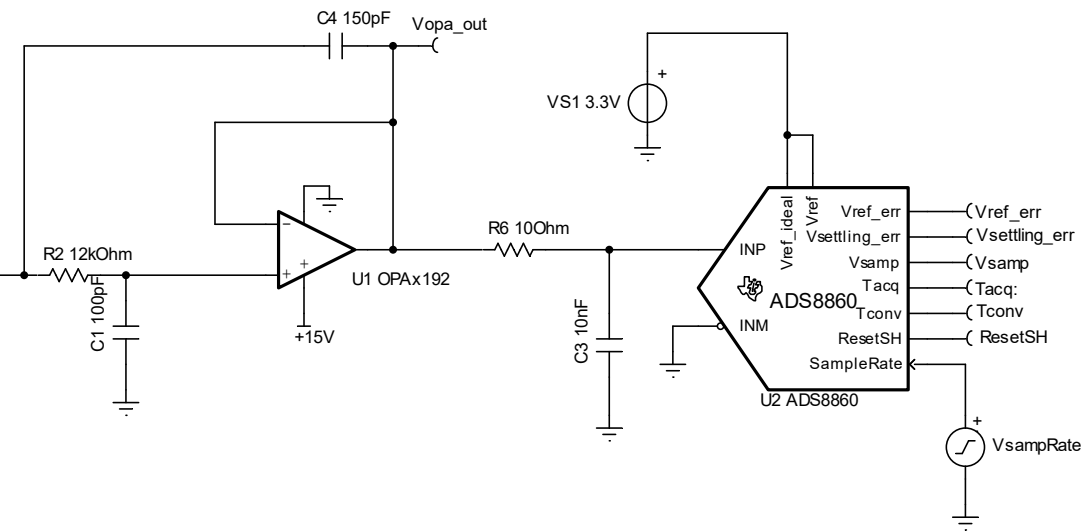 C4 150pF
Vopa_out
VS1 3.3V
+
Vref_ideal
Vref
Vref_err
Vref_err
Vsettling_err
Vsettling_err
R2 12kOhm
R6 10Ohm
INP
Vsamp
Vsamp
-
+
+
U1 OPAx192
ADS8860
Tacq
Tacq:
C1 100pF
+15V
C3 10nF
INM
Tconv
Tconv
ResetSH
ResetSH
SampleRate
U2 ADS8860
+
VsampRate